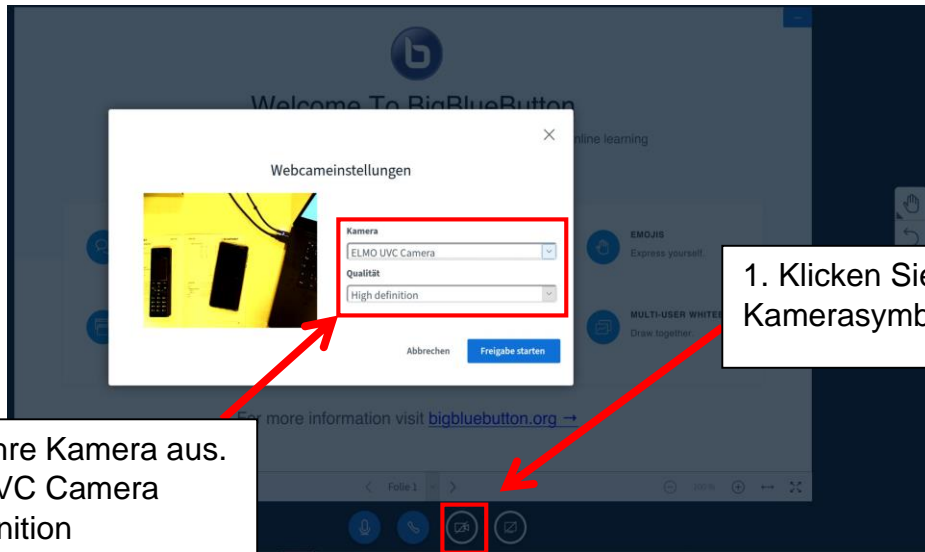 Welcome To BigBlueButton
nline learning
Webcameinstellungen
Kamera
ELMO UVC Camera
Qualität
High definition
Abbrechen
Freigabe starten
EMOJIS
Express yourself.
MULTI-USER WHITEB
Draw together.
1. Klicken Sie
Kamerasymb
For more information visit bigbluebutton.org →
hre Kamera aus.
VC Camera
nition
Folie 1
200%